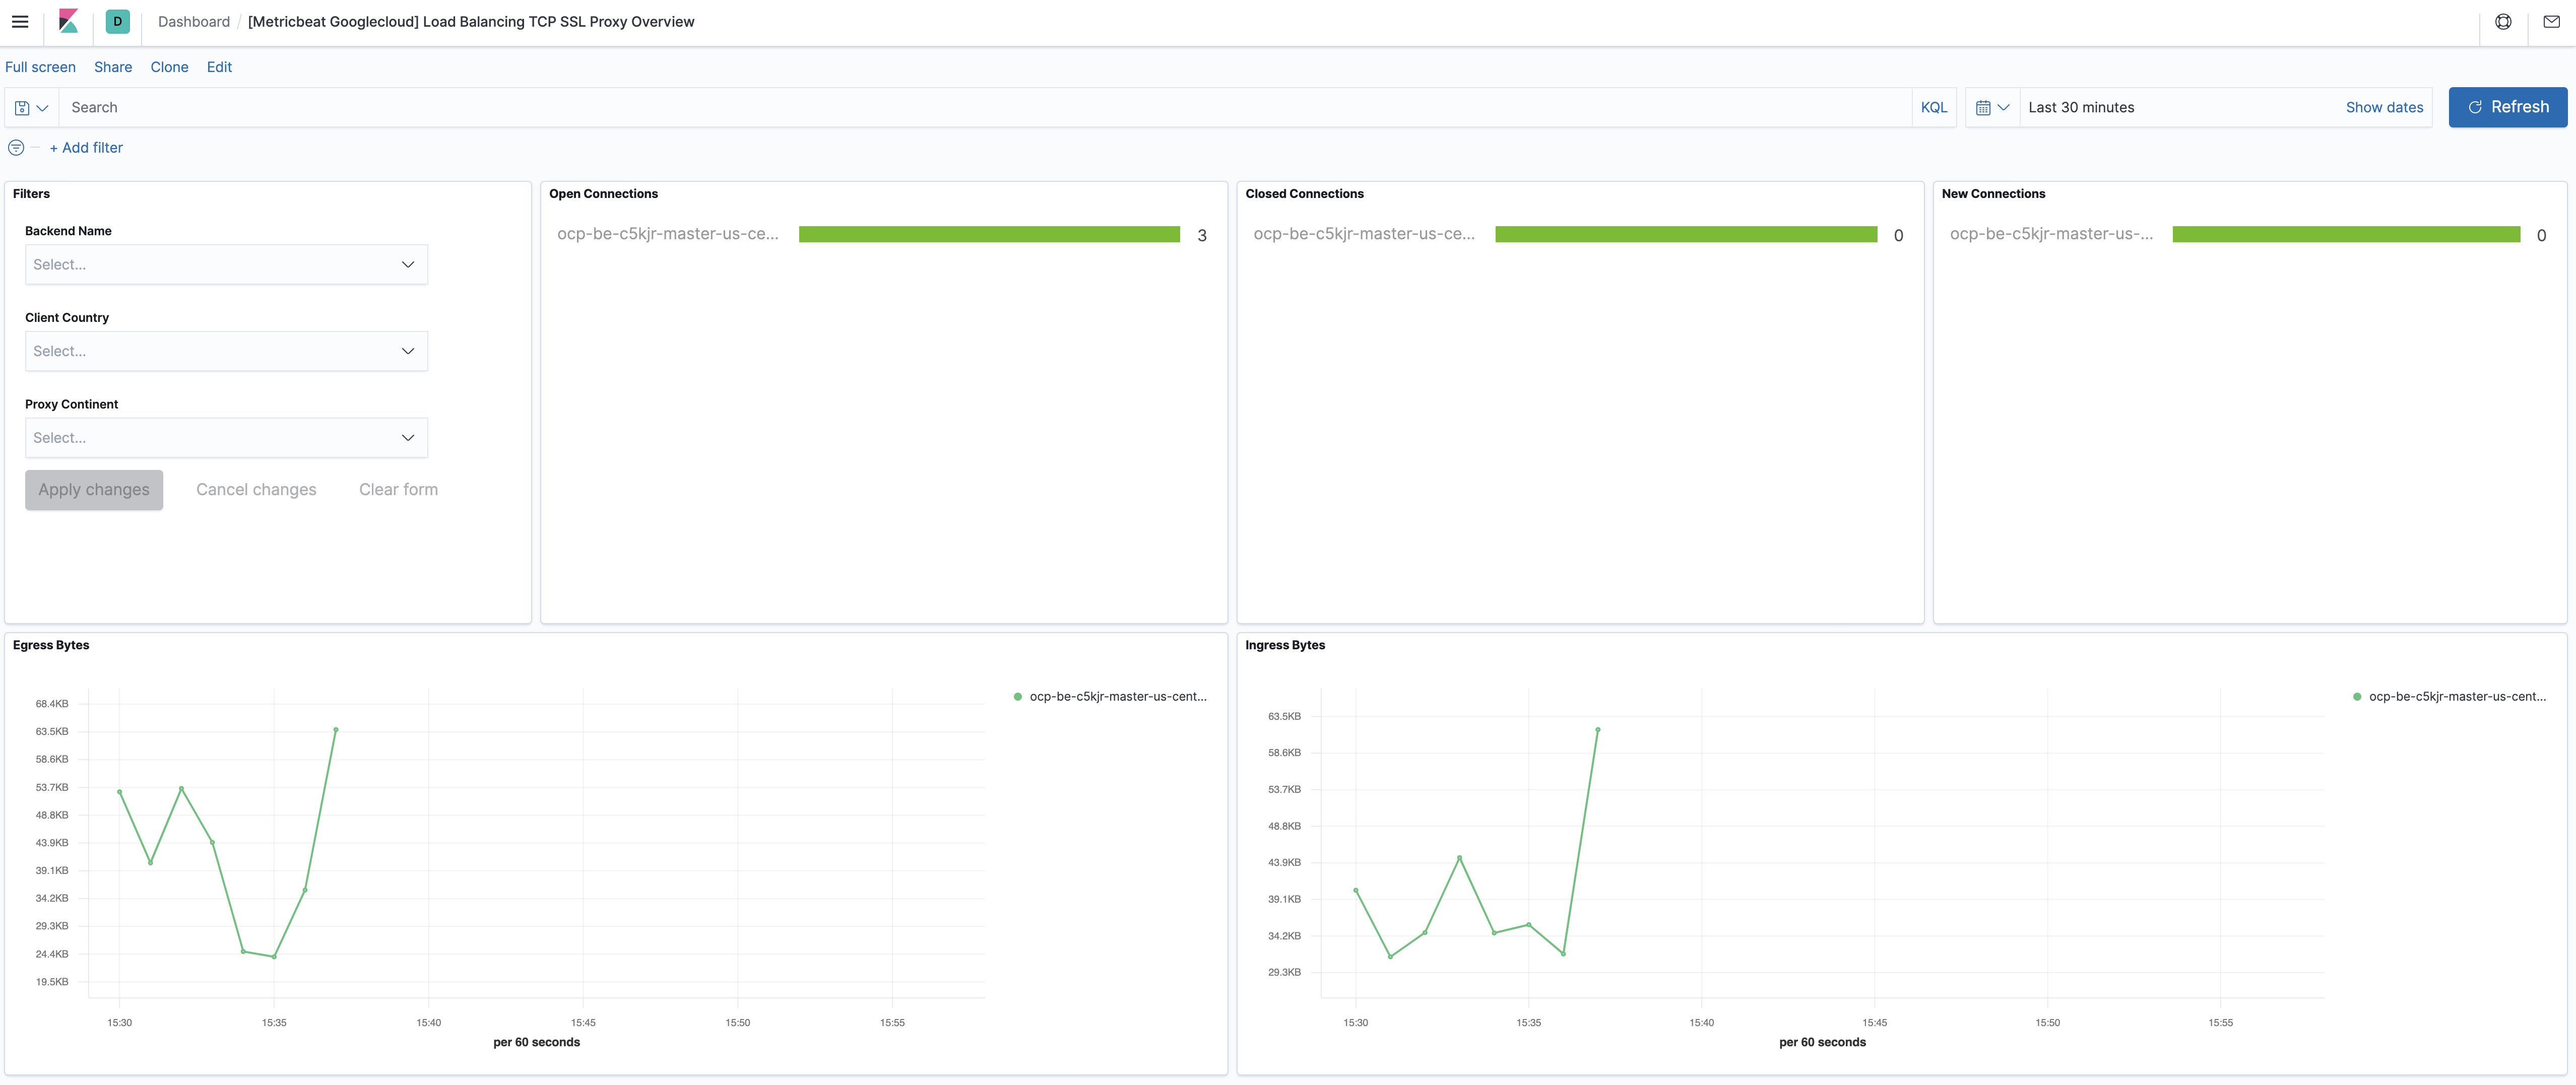 D Dashboard / [Metricbeat Googlecloud] Load Balancing TCP SSL Proxy Overview
Full screen Share Clone Edit
Search KQL Last 30 minutes Show dates Refresh
+ Add filter
Filters
Backend Name
Select...
Client Country
Select...
Proxy Continent
Select...
Apply changes Cancel changes Clear form
Open Connections
ocp-be-c5kjr-master-us-ce... 3
Closed Connections
ocp-be-c5kjr-master-us-ce... 0
New Connections
ocp-be-c5kjr-master-us-... 0
Egress Bytes
68.4KB
63.5KB
58.6KB
53.7KB
48.8KB
43.9KB
39.1KB
34.2KB
29.3KB
24.4KB
19.5KB
15:30 15:35 15:40 15:45 15:50 15:55
per 60 seconds
ocp-be-c5kjr-master-us-cent...
Ingress Bytes
63.5KB
58.6KB
53.7KB
48.8KB
43.9KB
39.1KB
34.2KB
29.3KB
15:30 15:35 15:40 15:45 15:50 15:55
per 60 seconds
ocp-be-c5kjr-master-us-cent...